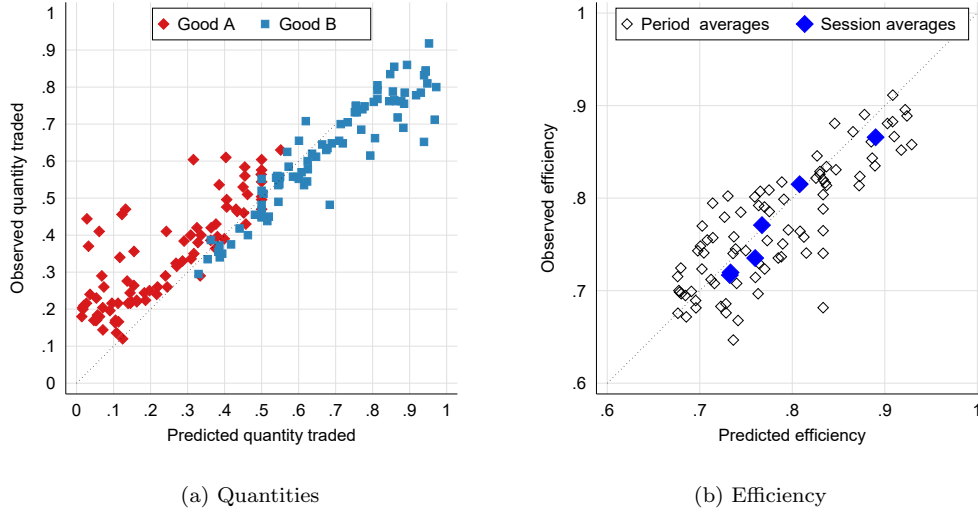 Good A
Good B
1
.9
.8
.7
.6
.5
.4
.3
.2
.1
0
Observed quantity traded
0 .1 .2 .3 .4 .5 .6 .7 .8 .9 1
Predicted quantity traded
(a) Quantities
Period averages
Session averages
1
.9
.8
.7
.6
Observed efficiency
.6 .7 .8 .9 1
Predicted efficiency
(b) Efficiency